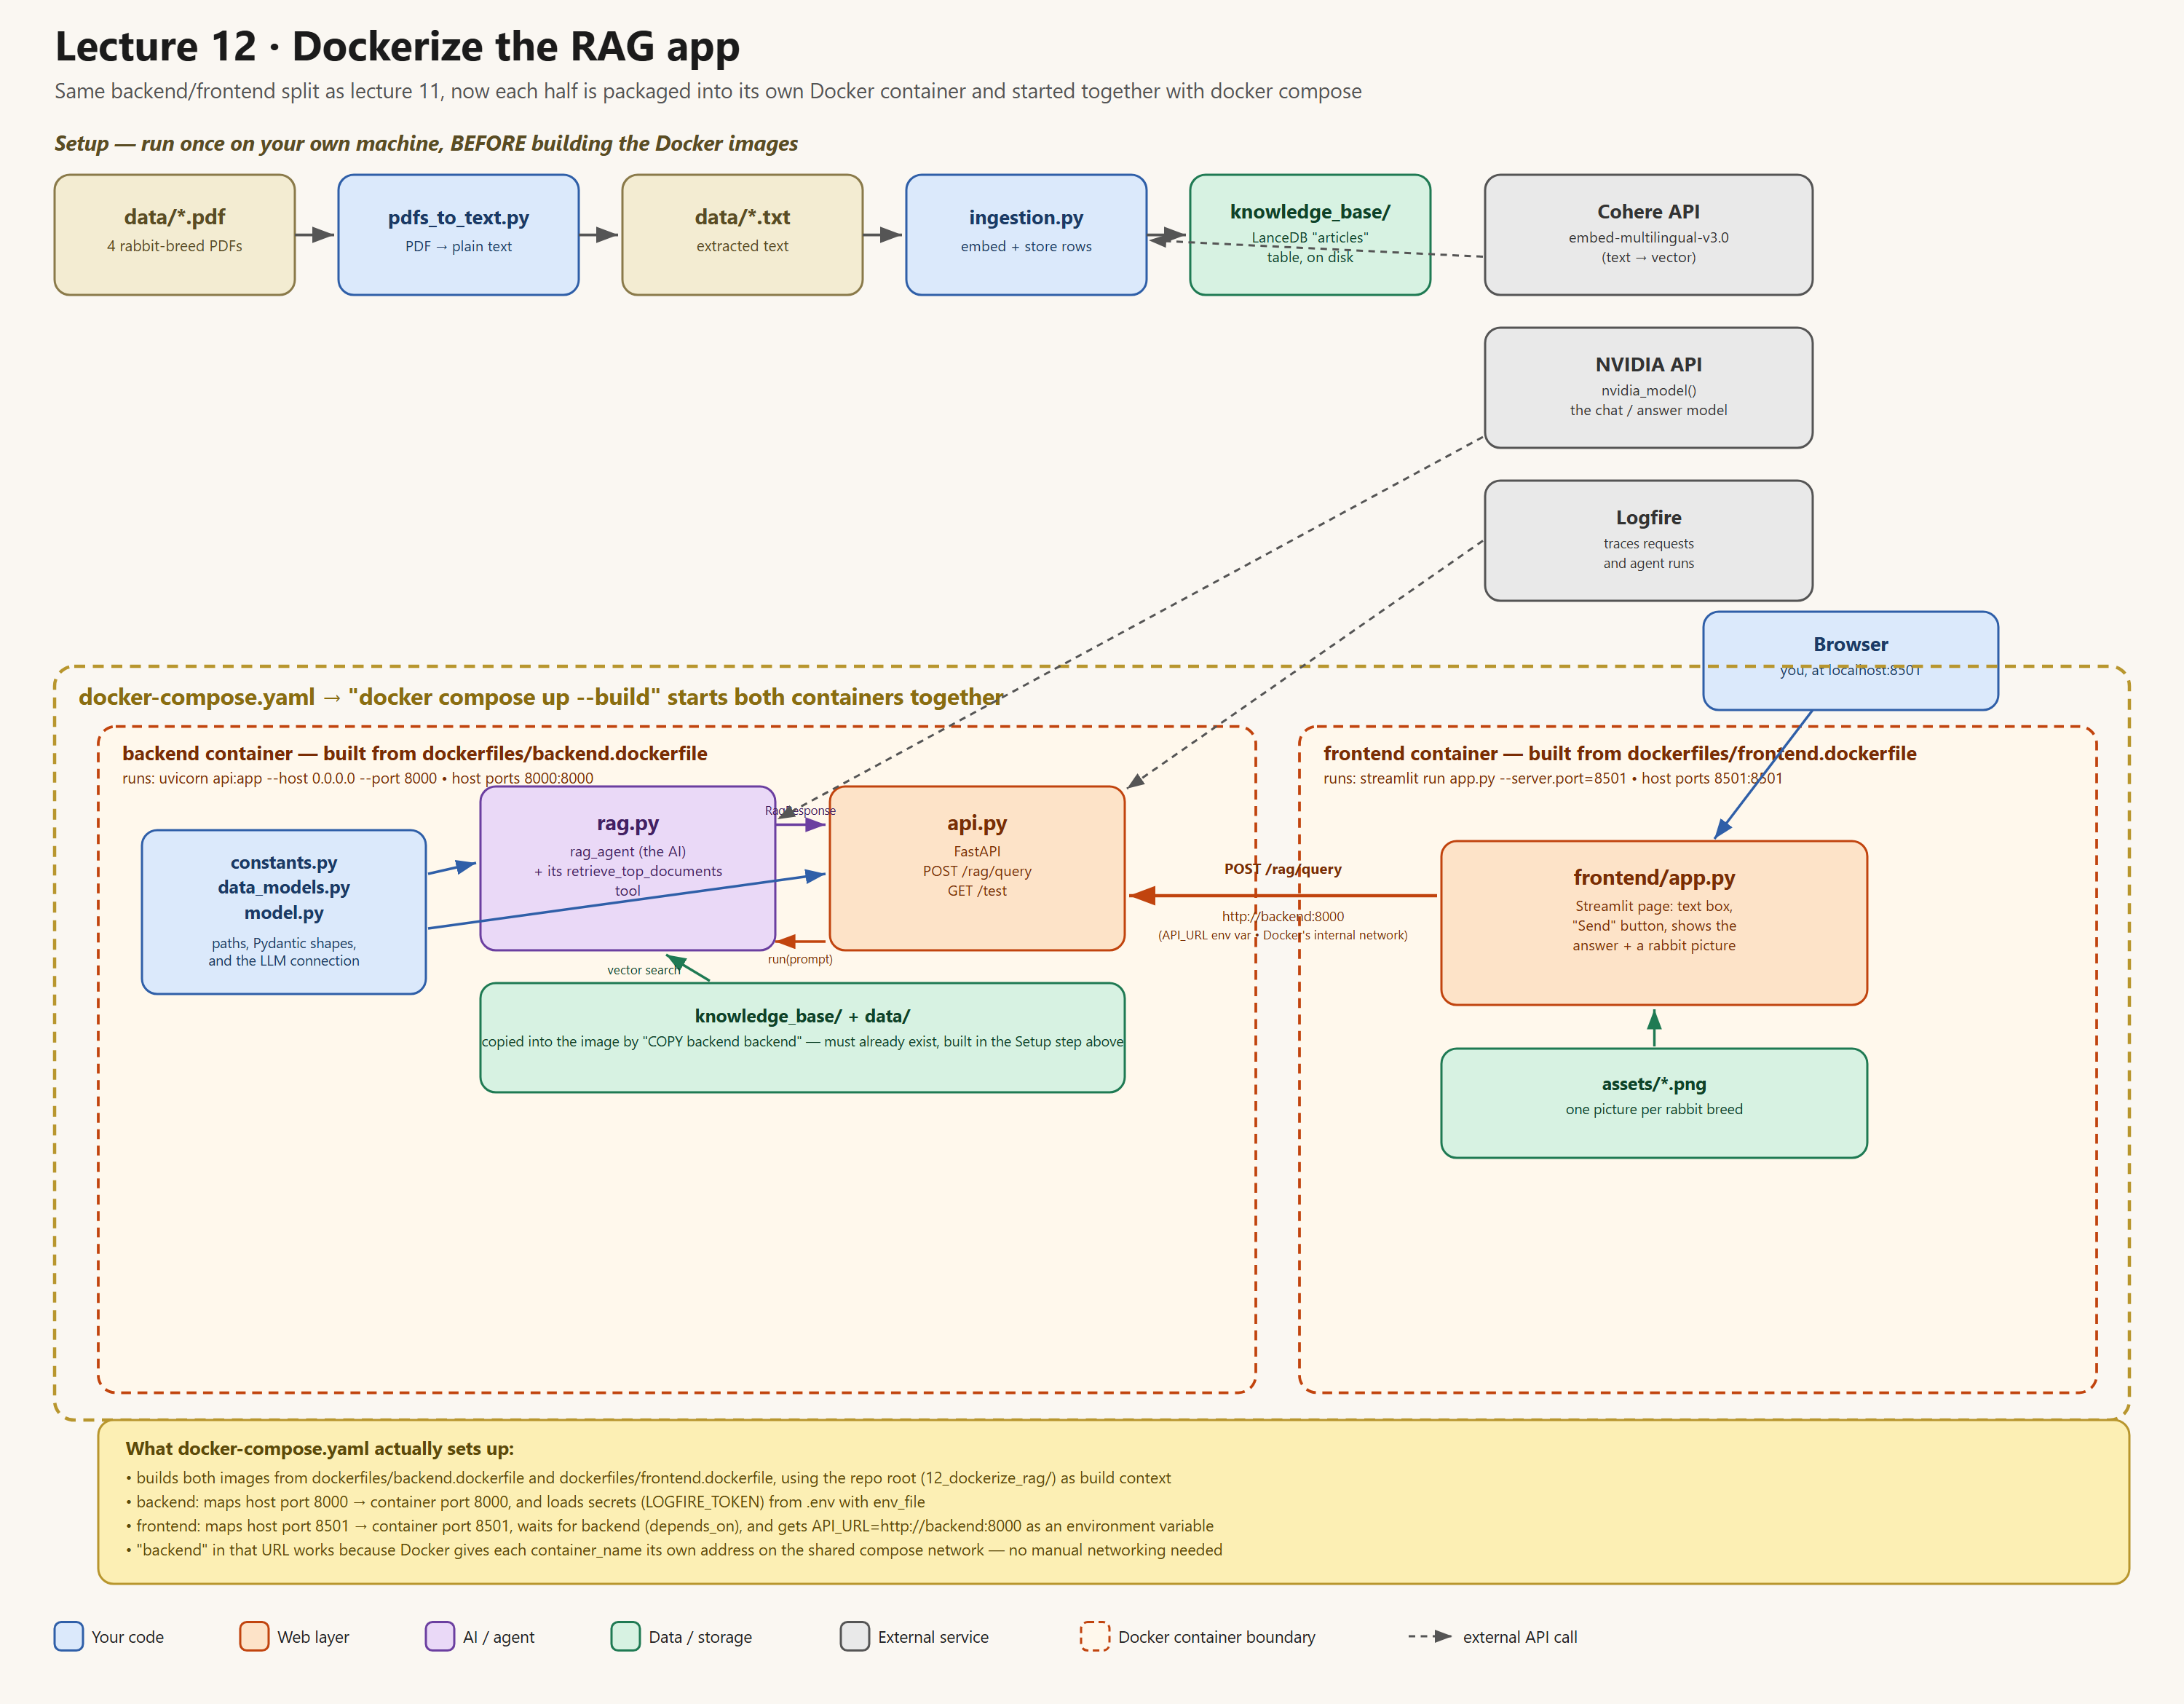 Lecture 12 · Dockerize the RAG app
Same backend/frontend split as lecture 11, now each half is packaged into its own Docker container and started together with docker compose
Setup — run once on your own machine, BEFORE building the Docker images
data/*.pdf
4 rabbit-breed PDFs
pdfs_to_text.py
PDF → plain text
data/*.txt
extracted text
ingestion.py
embed + store rows
knowledge_base/
LanceDB "articles"
table, on disk
Cohere API
embed-multilingual-v3.0
(text → vector)
NVIDIA API
nvidia_model()
the chat / answer model
Logfire
traces requests
and agent runs
Browser
you, at localhost:8501
docker-compose.yaml → "docker compose up --build" starts both containers together
backend container — built from dockerfiles/backend.dockerfile
runs: uvicorn api:app --host 0.0.0.0 --port 8000 • host ports 8000:8000
constants.py
data_models.py
model.py
paths, Pydantic shapes,
and the LLM connection
rag.py
rag_agent (the AI)
+ its retrieve_top_documents
tool
RagResponse
run(prompt)
api.py
FastAPI
POST /rag/query
GET /test
vector search
knowledge_base/ + data/
copied into the image by "COPY backend backend" — must already exist, built in the Setup step above
POST /rag/query
http://backend:8000
(API_URL env var • Docker's internal network)
frontend container — built from dockerfiles/frontend.dockerfile
runs: streamlit run app.py --server.port=8501 • host ports 8501:8501
frontend/app.py
Streamlit page: text box,
"Send" button, shows the
answer + a rabbit picture
assets/*.png
one picture per rabbit breed
What docker-compose.yaml actually sets up:
• builds both images from dockerfiles/backend.dockerfile and dockerfiles/frontend.dockerfile, using the repo root (12_dockerize_rag/) as build context
• backend: maps host port 8000 → container port 8000, and loads secrets (LOGFIRE_TOKEN) from .env with env_file
• frontend: maps host port 8501 → container port 8501, waits for backend (depends_on), and gets API_URL=http://backend:8000 as an environment variable
• "backend" in that URL works because Docker gives each container_name its own address on the shared compose network — no manual networking needed
Your code
Web layer
AI / agent
Data / storage
External service
Docker container boundary
external API call